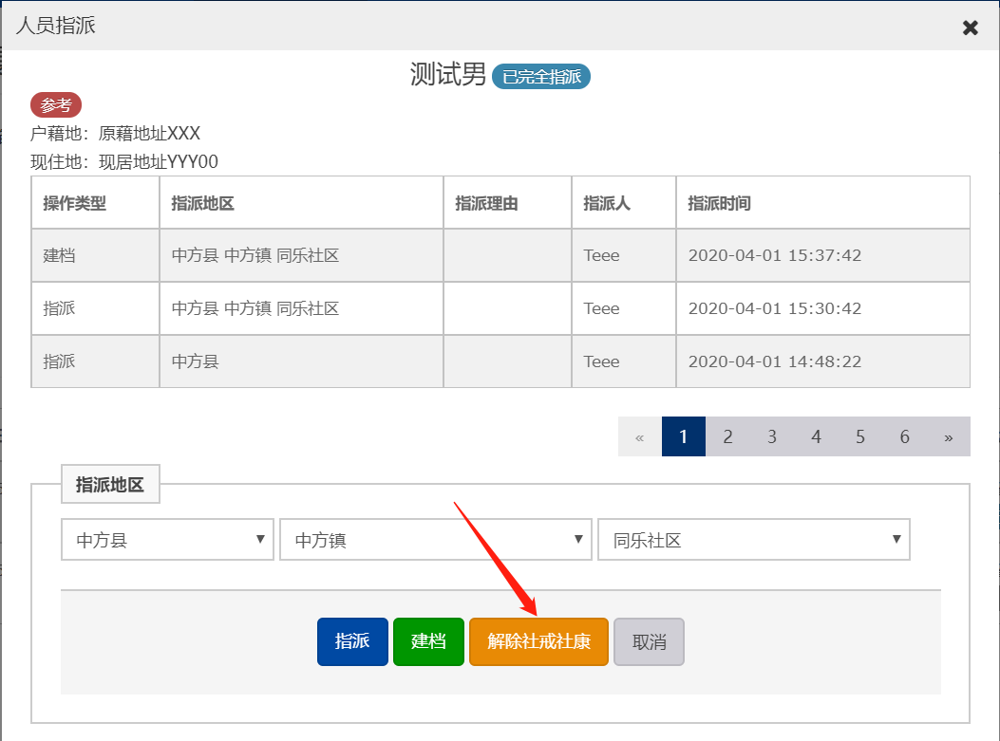 人员指派
测试男 已完全指派
参考
户藉地：原藉地址XXX
现住地：现居地址YYY00
操作类型 指派地区 指派理由 指派人 指派时间
建档 中方县 中方镇 同乐社区 Teee 2020-04-01 15:37:42
指派 中方县 中方镇 同乐社区 Teee 2020-04-01 15:30:42
指派 中方县 Teee 2020-04-01 14:48:22
« 1 2 3 4 5 6 »
指派地区
中方县 中方镇 同乐社区
指派 建档 解除社戒社康 取消